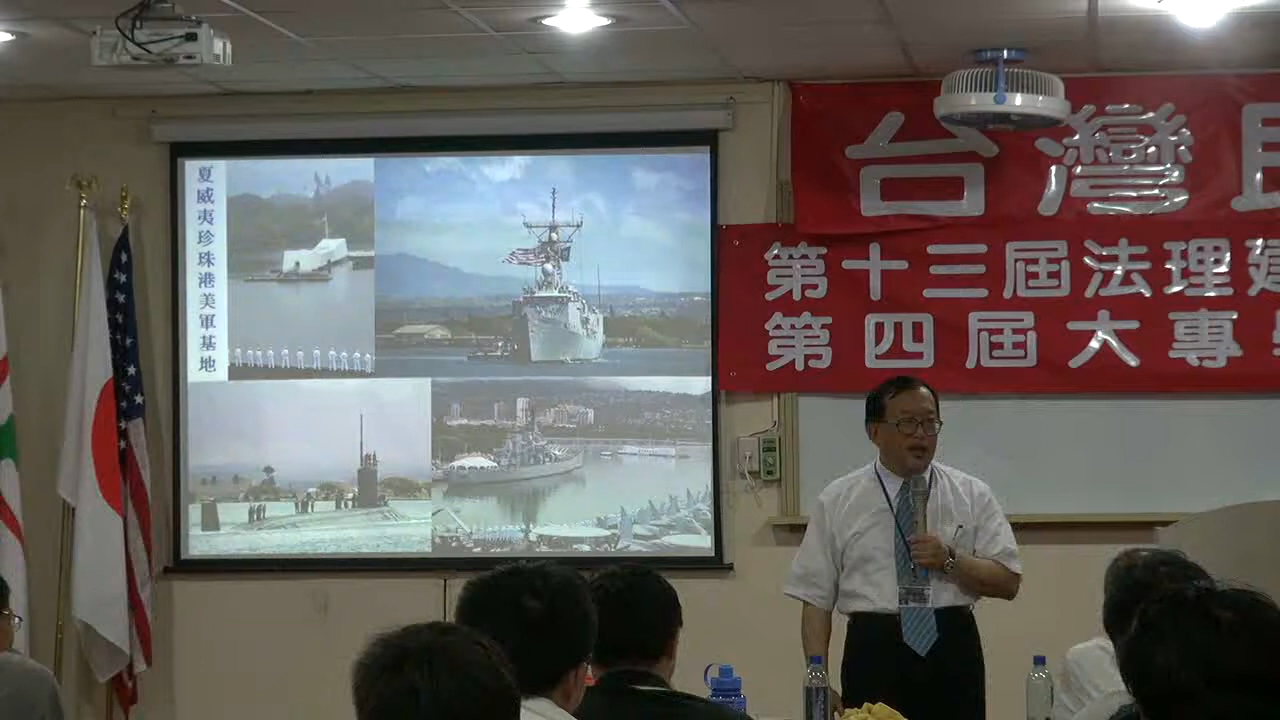 夏威夷珍珠港美軍基地
台灣
第十三屆法理建
第四屆大專